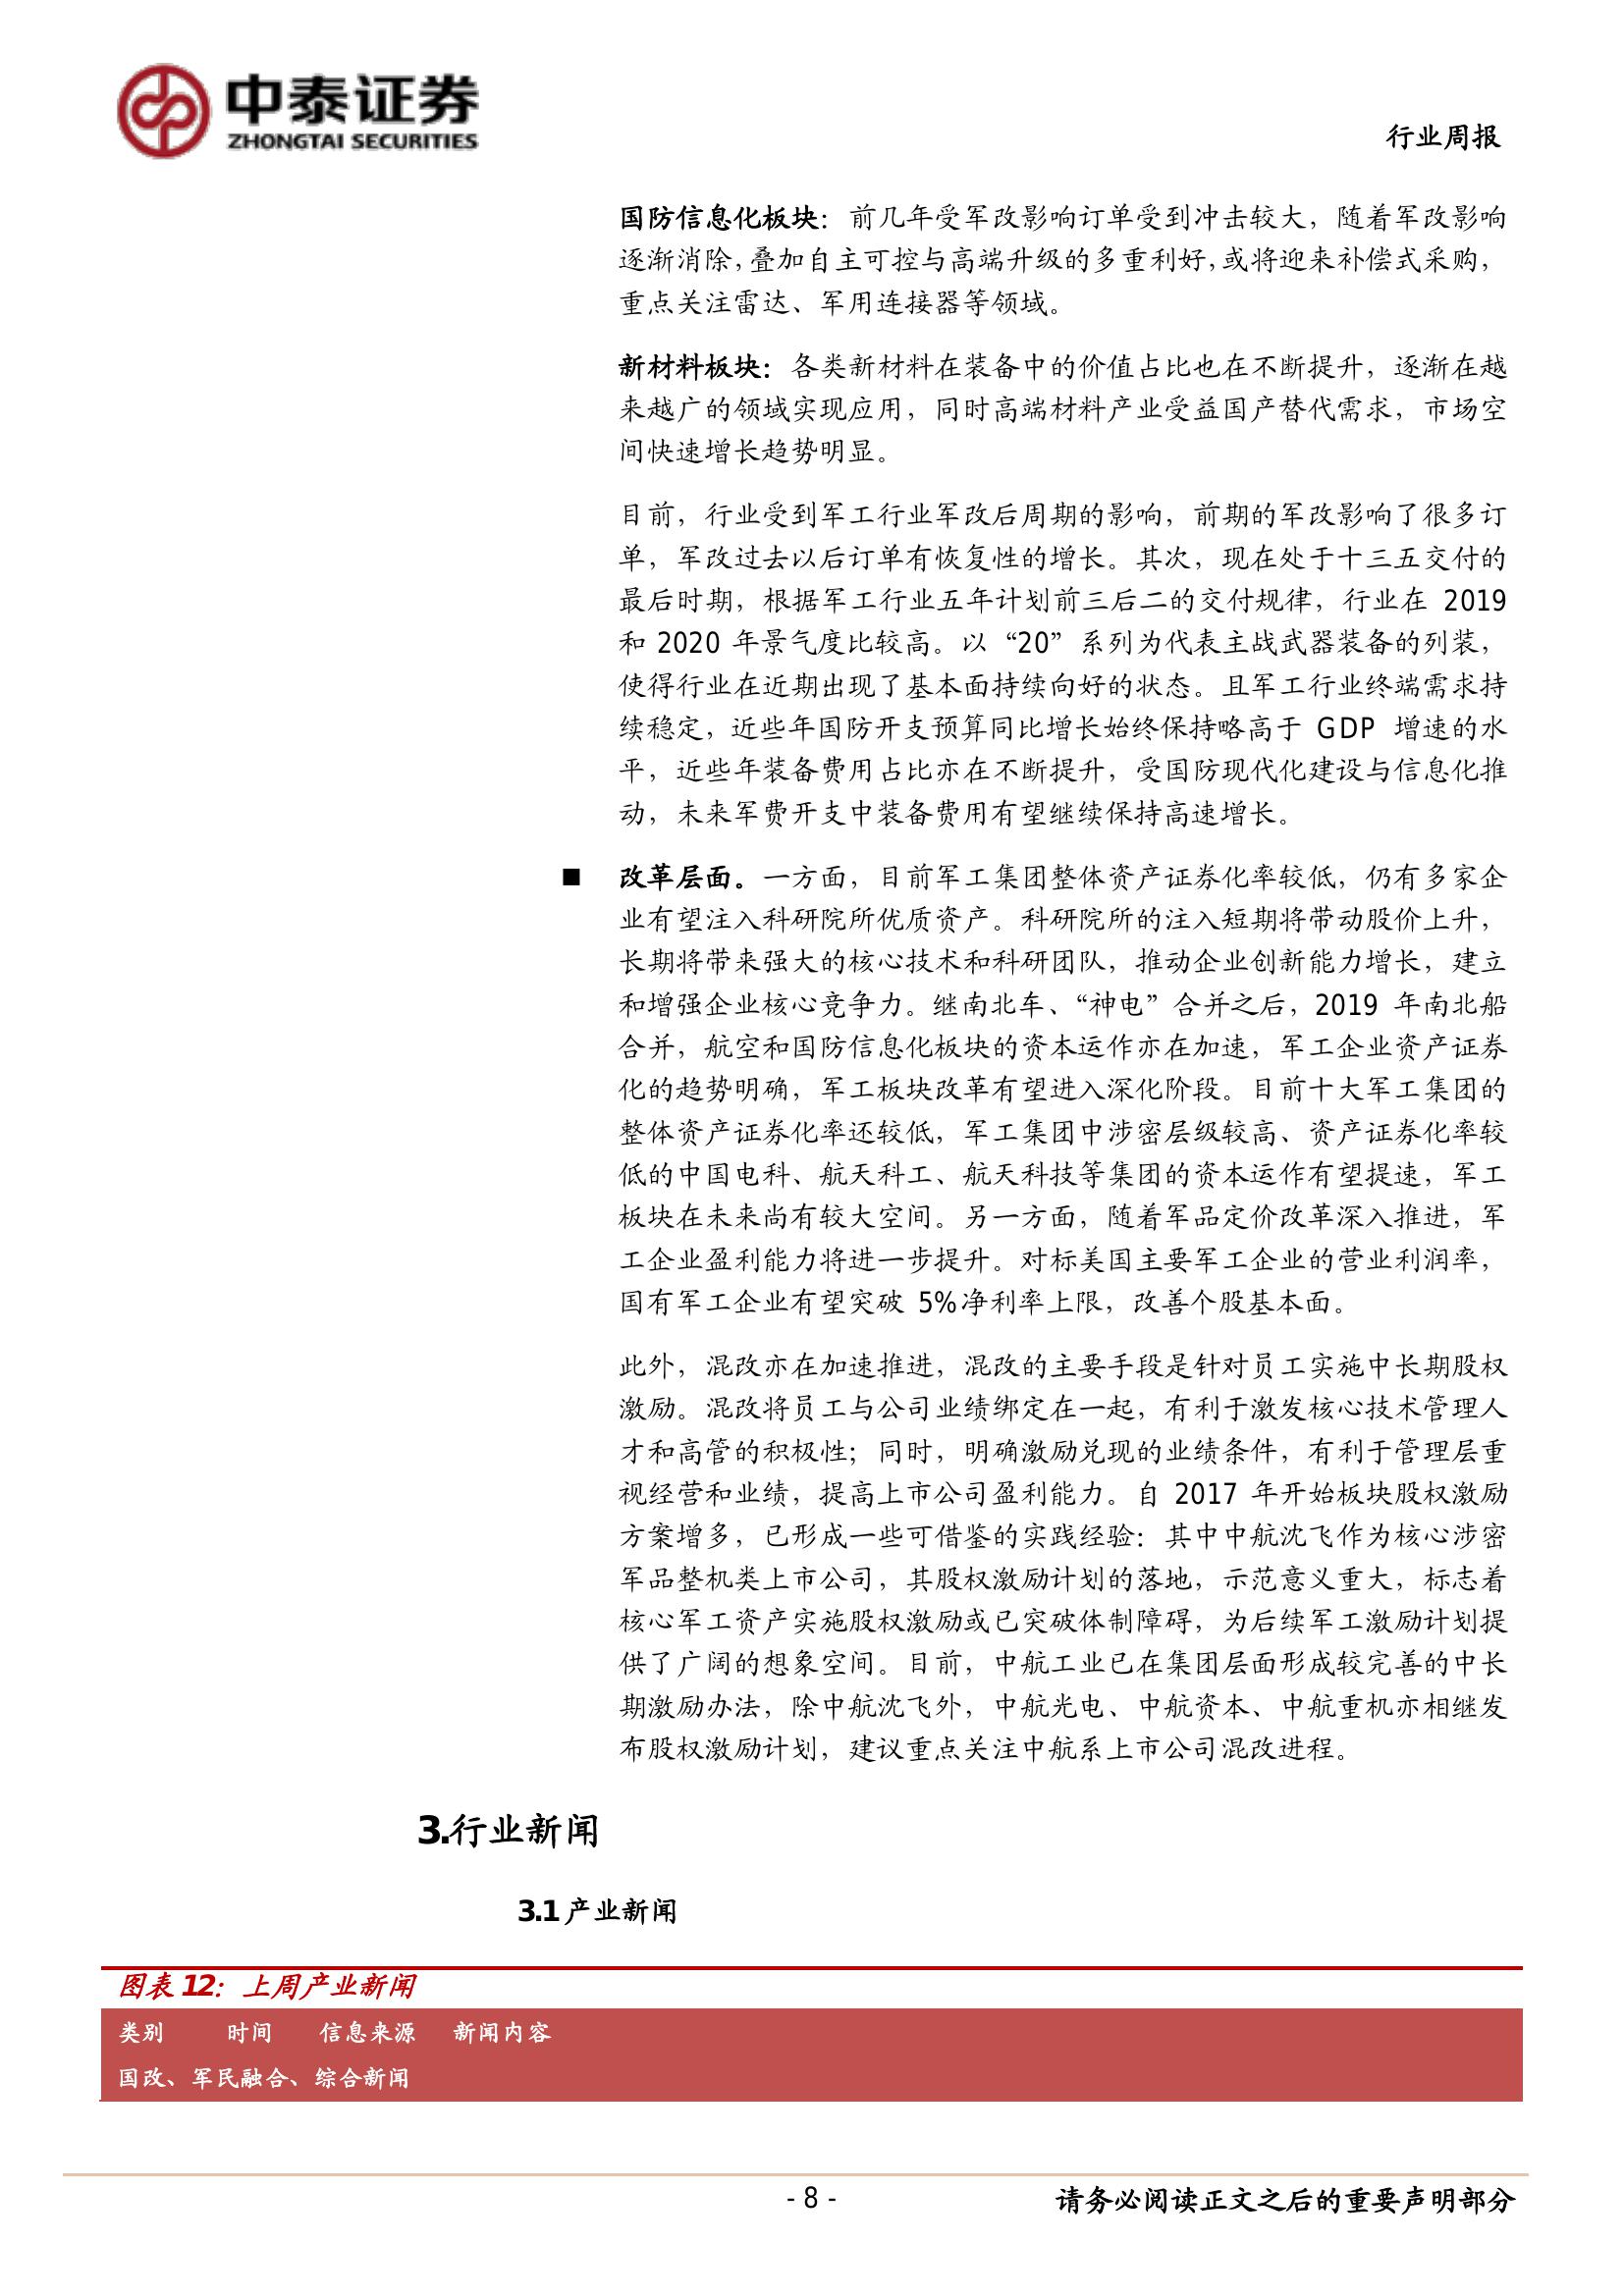 中泰证券
ZHONGTAI SECURITIES
行业周报
国防信息化板块：前几年受军改影响订单受到冲击较大，随着军改影响
逐渐消除，叠加自主可控与高端升级的多重利好，或将迎来补偿式采购，
重点关注雷达、军用连接器等领域。
新材料板块：各类新材料在装备中的价值占比也在不断提升，逐渐在越
来越广的领域实现应用，同时高端材料产业受益国产替代需求，市场空
间快速增长趋势明显。
目前，行业受到军工行业军改后周期的影响，前期的军改影响了很多订
单，军改过去以后订单有恢复性的增长。其次，现在处于十三五交付的
最后时期，根据军工行业五年计划前三后二的交付规律，行业在 2019
和 2020 年景气度比较高。以“20”系列为代表主战武器装备的列装，
使得行业在近期出现了基本面持续向好的状态。且军工行业终端需求持
续稳定，近些年国防开支预算同比增长始终保持略高于 GDP 增速的水
平，近些年装备费用占比亦在不断提升，受国防现代化建设与信息化推
动，未来军费开支中装备费用有望继续保持高速增长。
■ 改革层面。一方面，目前军工集团整体资产证券化率较低，仍有多家企
业有望注入科研院所优质资产。科研院所的注入短期将带动股价上升，
长期将带来强大的核心技术和科研团队，推动企业创新能力增长，建立
和增强企业核心竞争力。继南北车、“神电”合并之后，2019 年南北船
合并，航空和国防信息化板块的资本运作亦在加速，军工企业资产证券
化的趋势明确，军工板块改革有望进入深化阶段。目前十大军工集团的
整体资产证券化率还较低，军工集团中涉密层级较高、资产证券化率较
低的中国电科、航天科工、航天科技等集团的资本运作有望提速，军工
板块在未来尚有较大空间。另一方面，随着军品定价改革深入推进，军
工企业盈利能力将进一步提升。对标美国主要军工企业的营业利润率，
国有军工企业有望突破 5%净利率上限，改善个股基本面。
此外，混改亦在加速推进，混改的主要手段是针对员工实施中长期股权
激励。混改将员工与公司业绩绑定在一起，有利于激发核心技术管理人
才和高管的积极性；同时，明确激励兑现的业绩条件，有利于管理层重
视经营和业绩，提高上市公司盈利能力。自 2017 年开始板块股权激励
方案增多，已形成一些可借鉴的实践经验：其中中航沈飞作为核心涉密
军品整机类上市公司，其股权激励计划的落地，示范意义重大，标志着
核心军工资产实施股权激励或已突破体制障碍，为后续军工激励计划提
供了广阔的想象空间。目前，中航工业已在集团层面形成较完善的中长
期激励办法，除中航沈飞外，中航光电、中航资本、中航重机亦相继发
布股权激励计划，建议重点关注中航系上市公司混改进程。
3.行业新闻
3.1 产业新闻
图表 12：上周产业新闻
类别 时间 信息来源 新闻内容
国改、军民融合、综合新闻
- 8 -
请务必阅读正文之后的重要声明部分